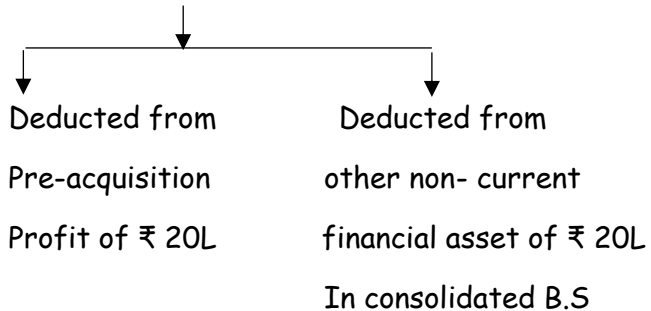 Deducted from
Pre-acquisition
Profit of ₹ 20L
Deducted from
other non- current
financial asset of ₹ 20L
In consolidated B.S